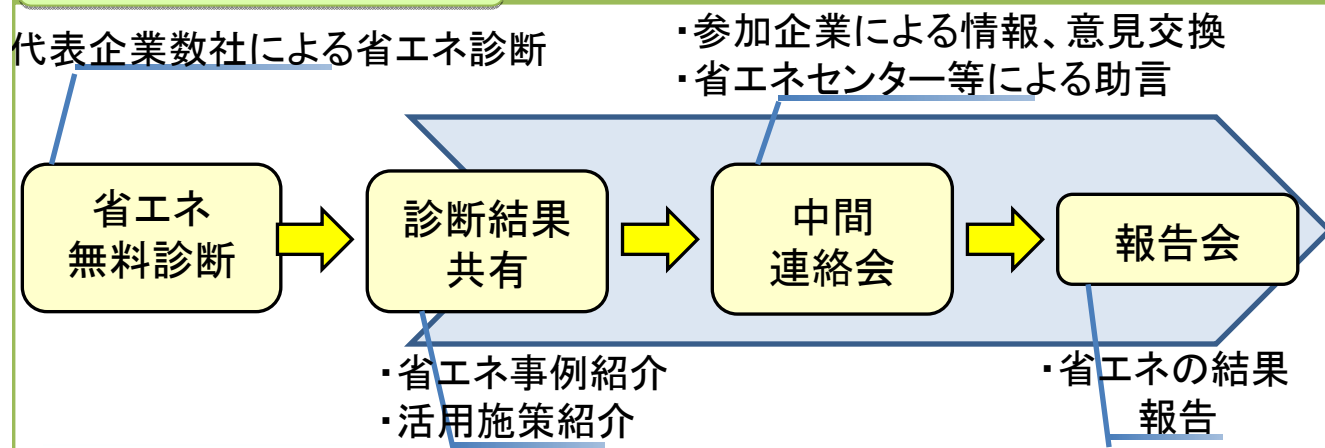 代表企業数社による省エネ診断
・参加企業による情報、意見交換
・省エネセンター等による助言
省エネ
無料診断
診断結果
共有
中間
連絡会
報告会
・省エネ事例紹介
・活用施策紹介
・省エネの結果
報告